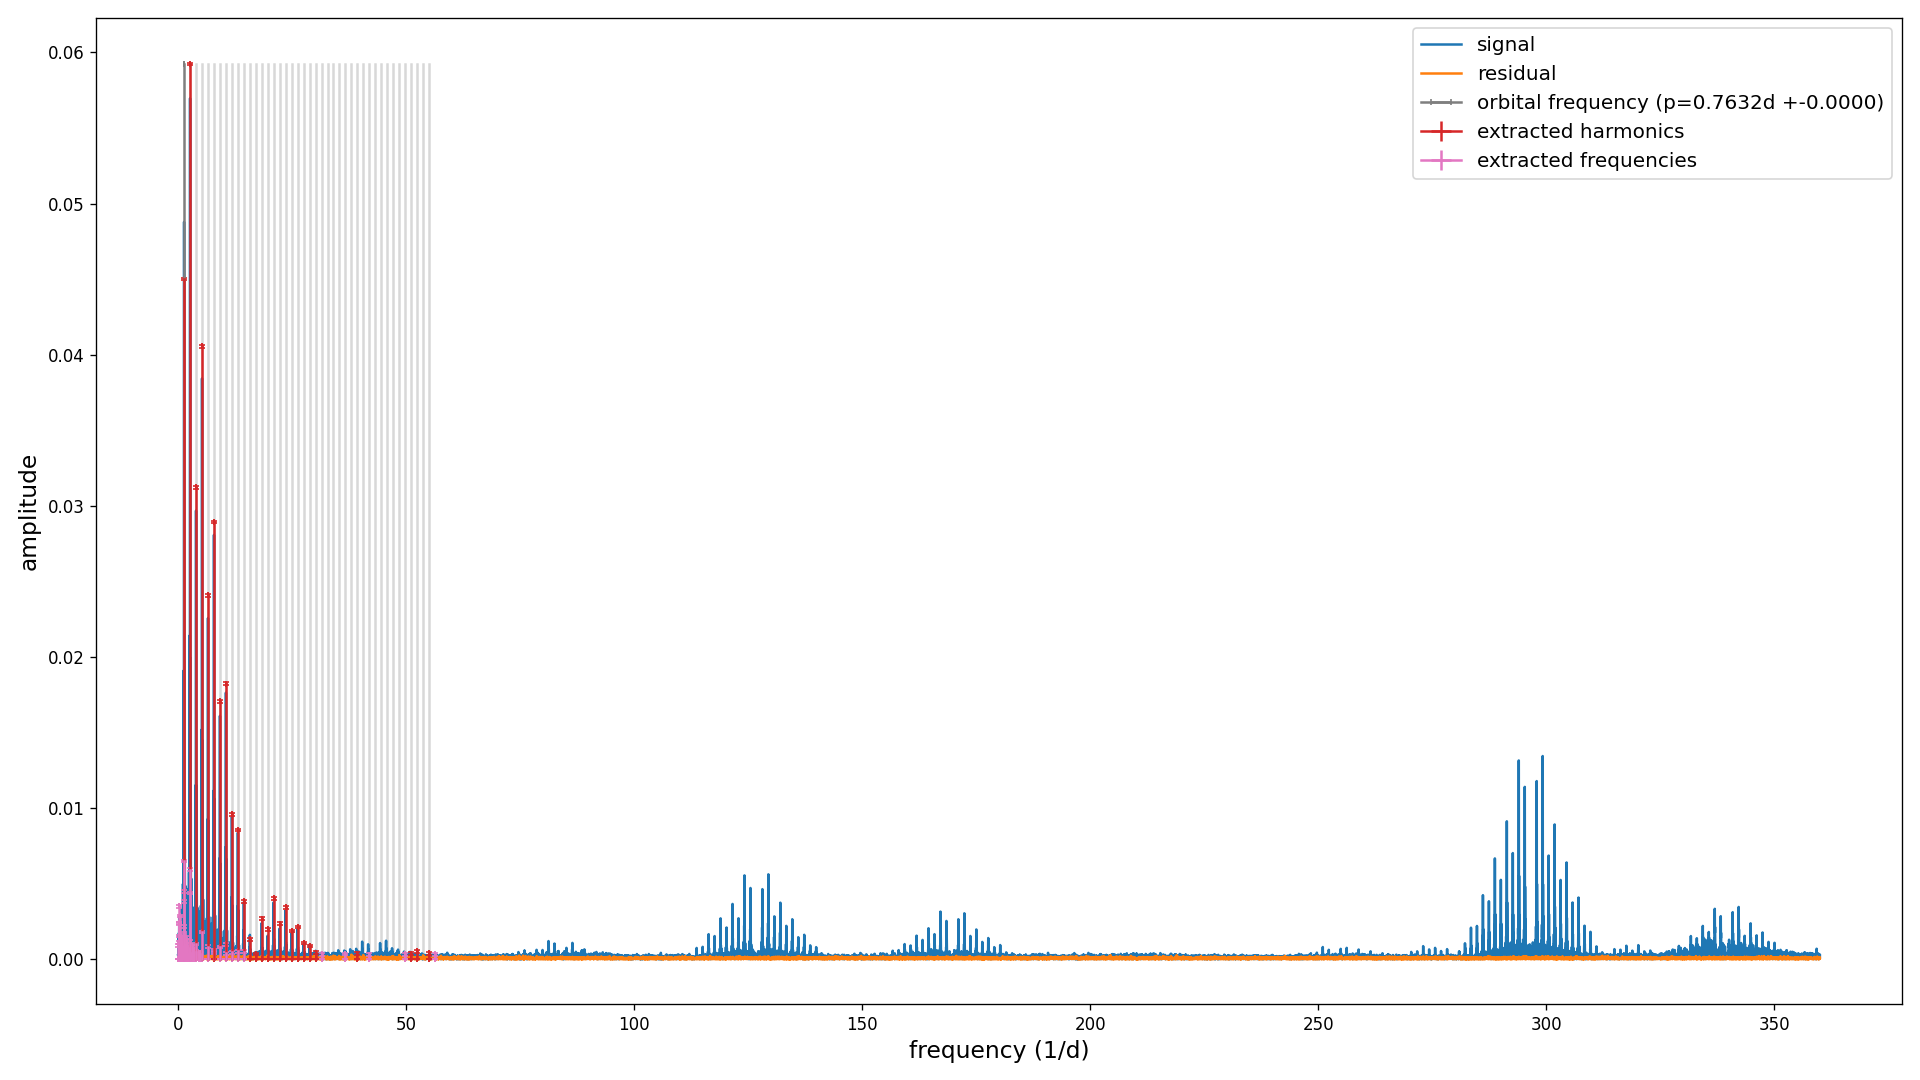 0.06
0.05
0.04
0.03
0.02
0.01
0.00
amplitude
0 50 100 150 200 250 300 350
frequency (1/d)
signal
residual
orbital frequency (p=0.7632d +-0.0000)
extracted harmonics
extracted frequencies